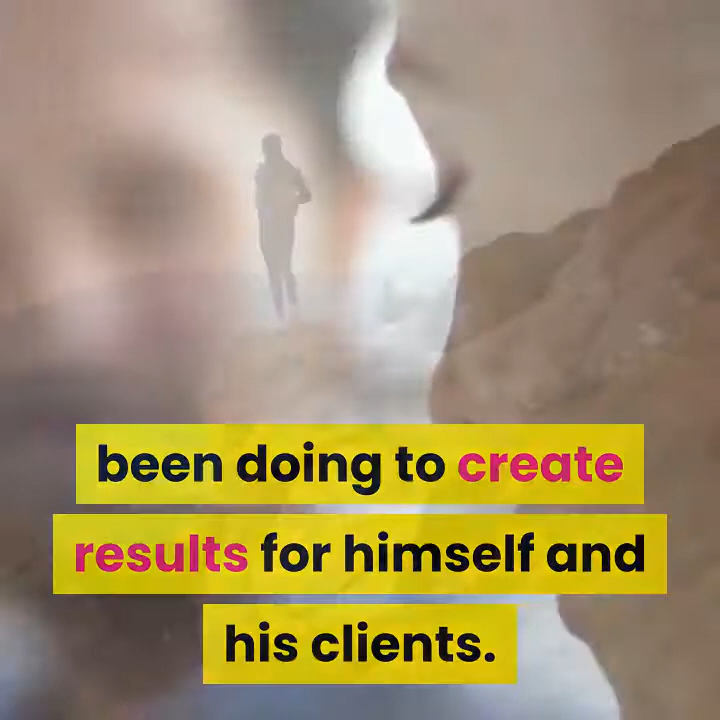 been doing to create
results for himself and
his clients.